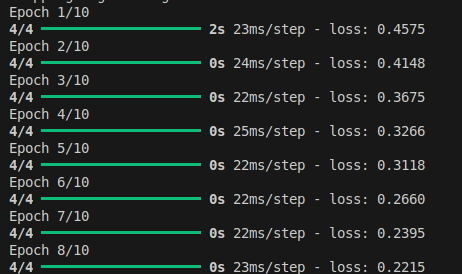 Epoch 1/10
4/4 ━━━━━━━━━━━━━━━━━━━━ 2s 23ms/step - loss: 0.4575
Epoch 2/10
4/4 ━━━━━━━━━━━━━━━━━━━━ 0s 24ms/step - loss: 0.4148
Epoch 3/10
4/4 ━━━━━━━━━━━━━━━━━━━━ 0s 22ms/step - loss: 0.3675
Epoch 4/10
4/4 ━━━━━━━━━━━━━━━━━━━━ 0s 25ms/step - loss: 0.3266
Epoch 5/10
4/4 ━━━━━━━━━━━━━━━━━━━━ 0s 22ms/step - loss: 0.3118
Epoch 6/10
4/4 ━━━━━━━━━━━━━━━━━━━━ 0s 22ms/step - loss: 0.2660
Epoch 7/10
4/4 ━━━━━━━━━━━━━━━━━━━━ 0s 22ms/step - loss: 0.2395
Epoch 8/10
4/4 ━━━━━━━━━━━━━━━━━━━━ 0s 23ms/step - loss: 0.2215